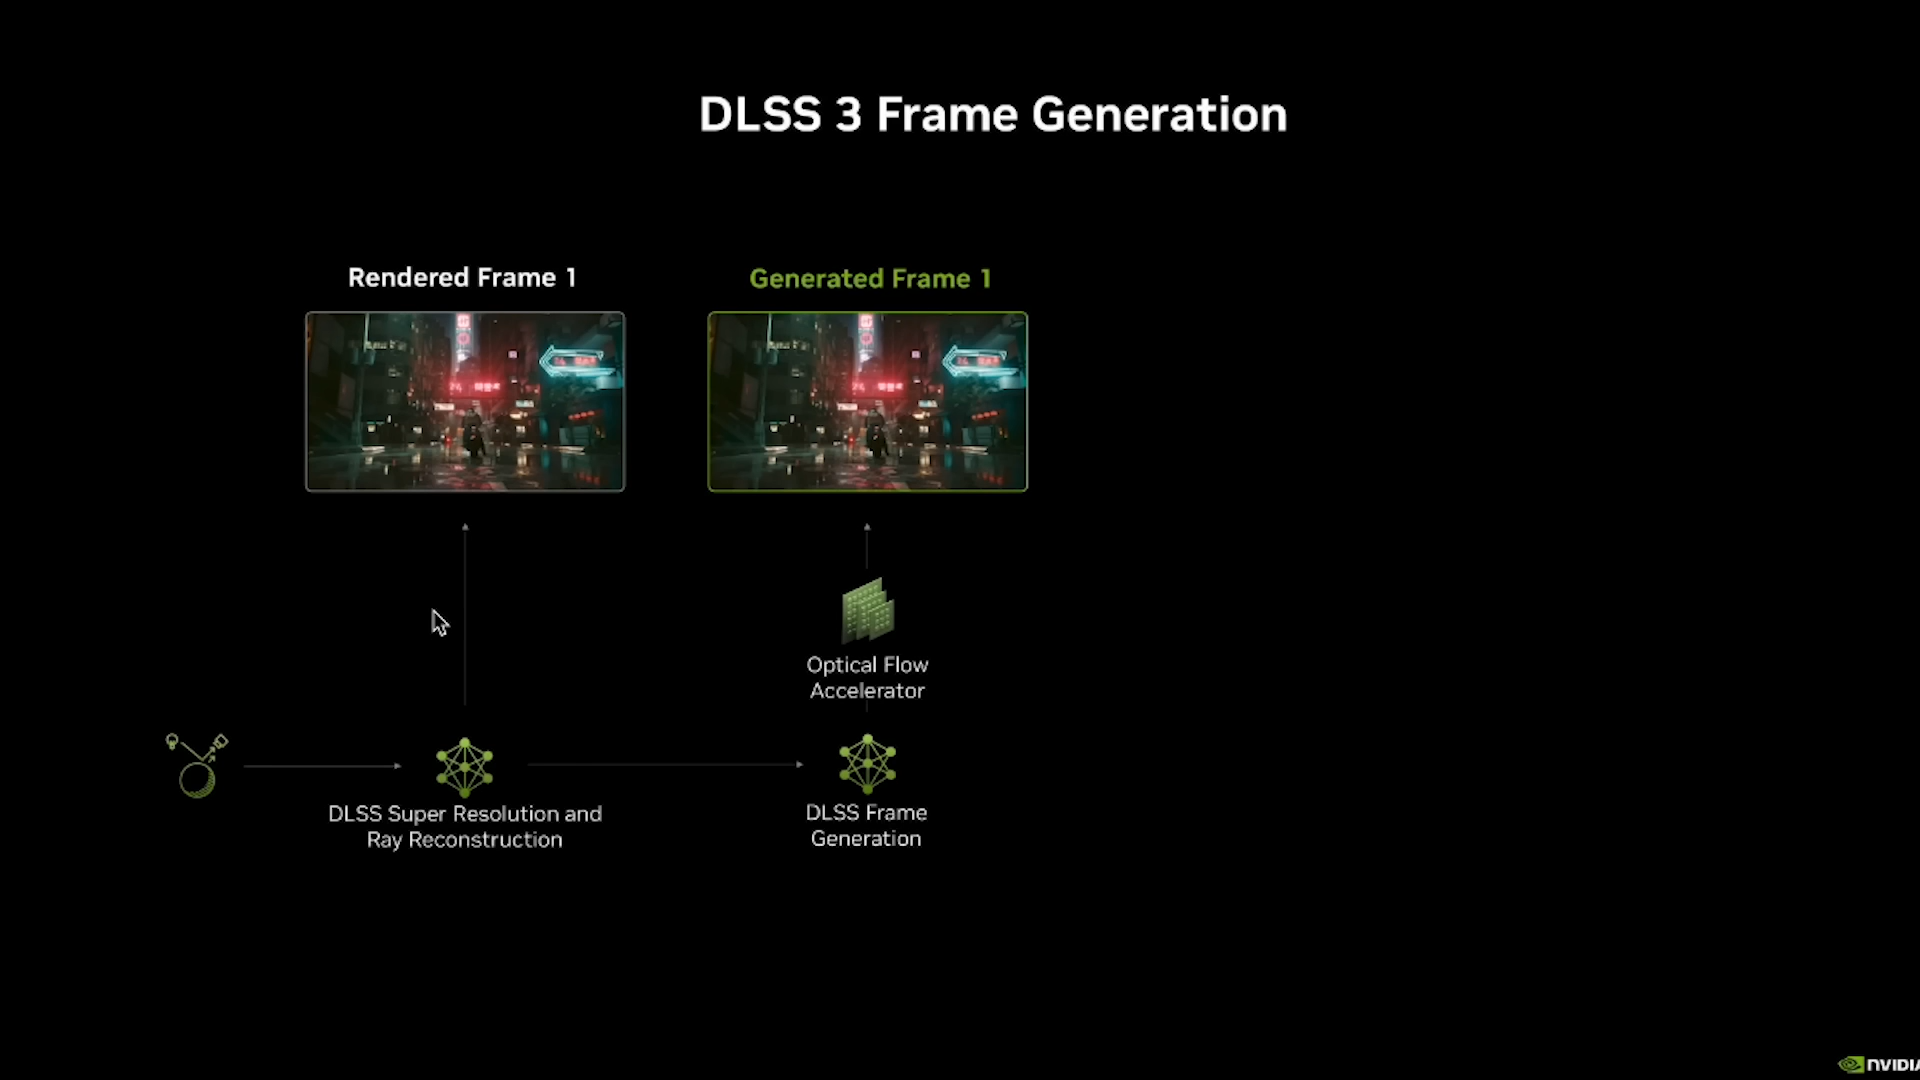 DLSS 3 Frame Generation
Rendered Frame 1
Generated Frame 1
Optical Flow
Accelerator
DLSS Super Resolution and
Ray Reconstruction
DLSS Frame
Generation
NVIDIA